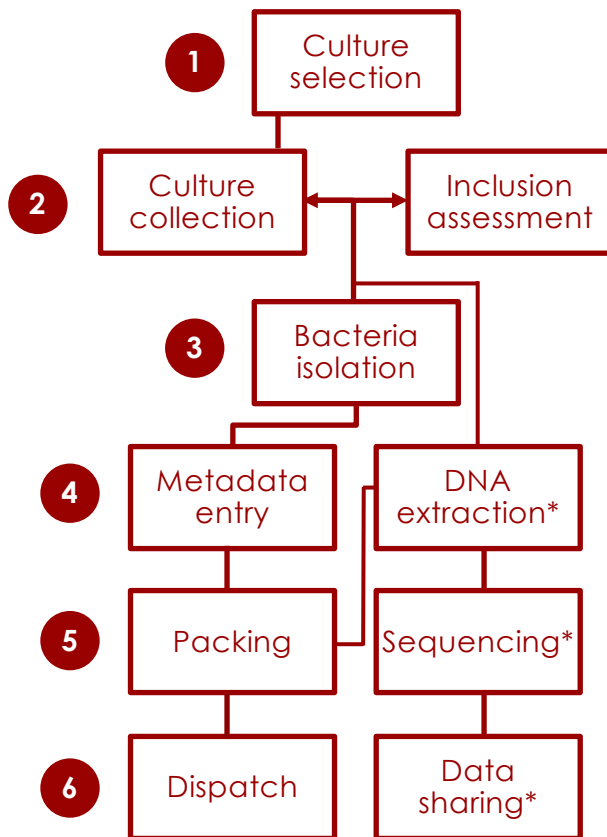 1
Culture
selection
2
Culture
collection
Inclusion
assessment
3
Bacteria
isolation
4
Metadata
entry
DNA
extraction*
5
Packing
Sequencing*
6
Dispatch
Data
sharing*